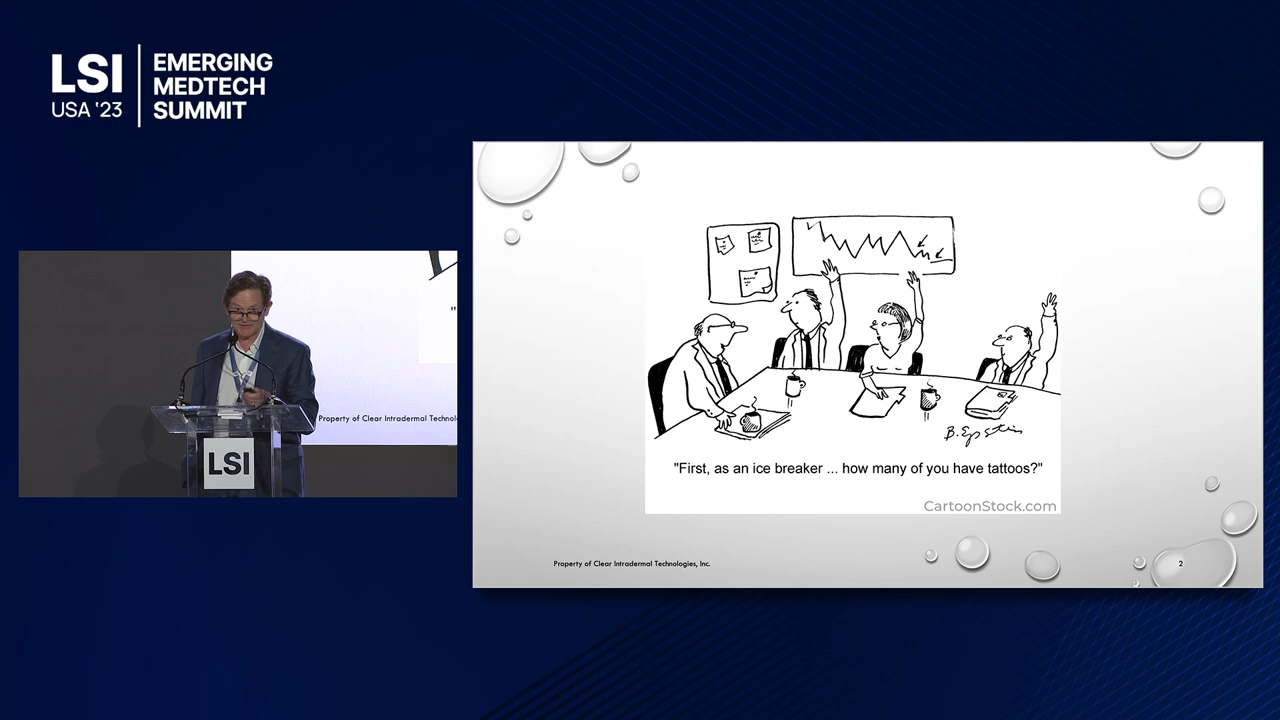 LSI
USA '23
EMERGING
MEDTECH
SUMMIT
"
Property of Clear Intradermal Technolo
LSI
B. Epstein
"First, as an ice breaker ... how many of you have tattoos?"
CartoonStock.com
Property of Clear Intradermal Technologies, Inc.
2